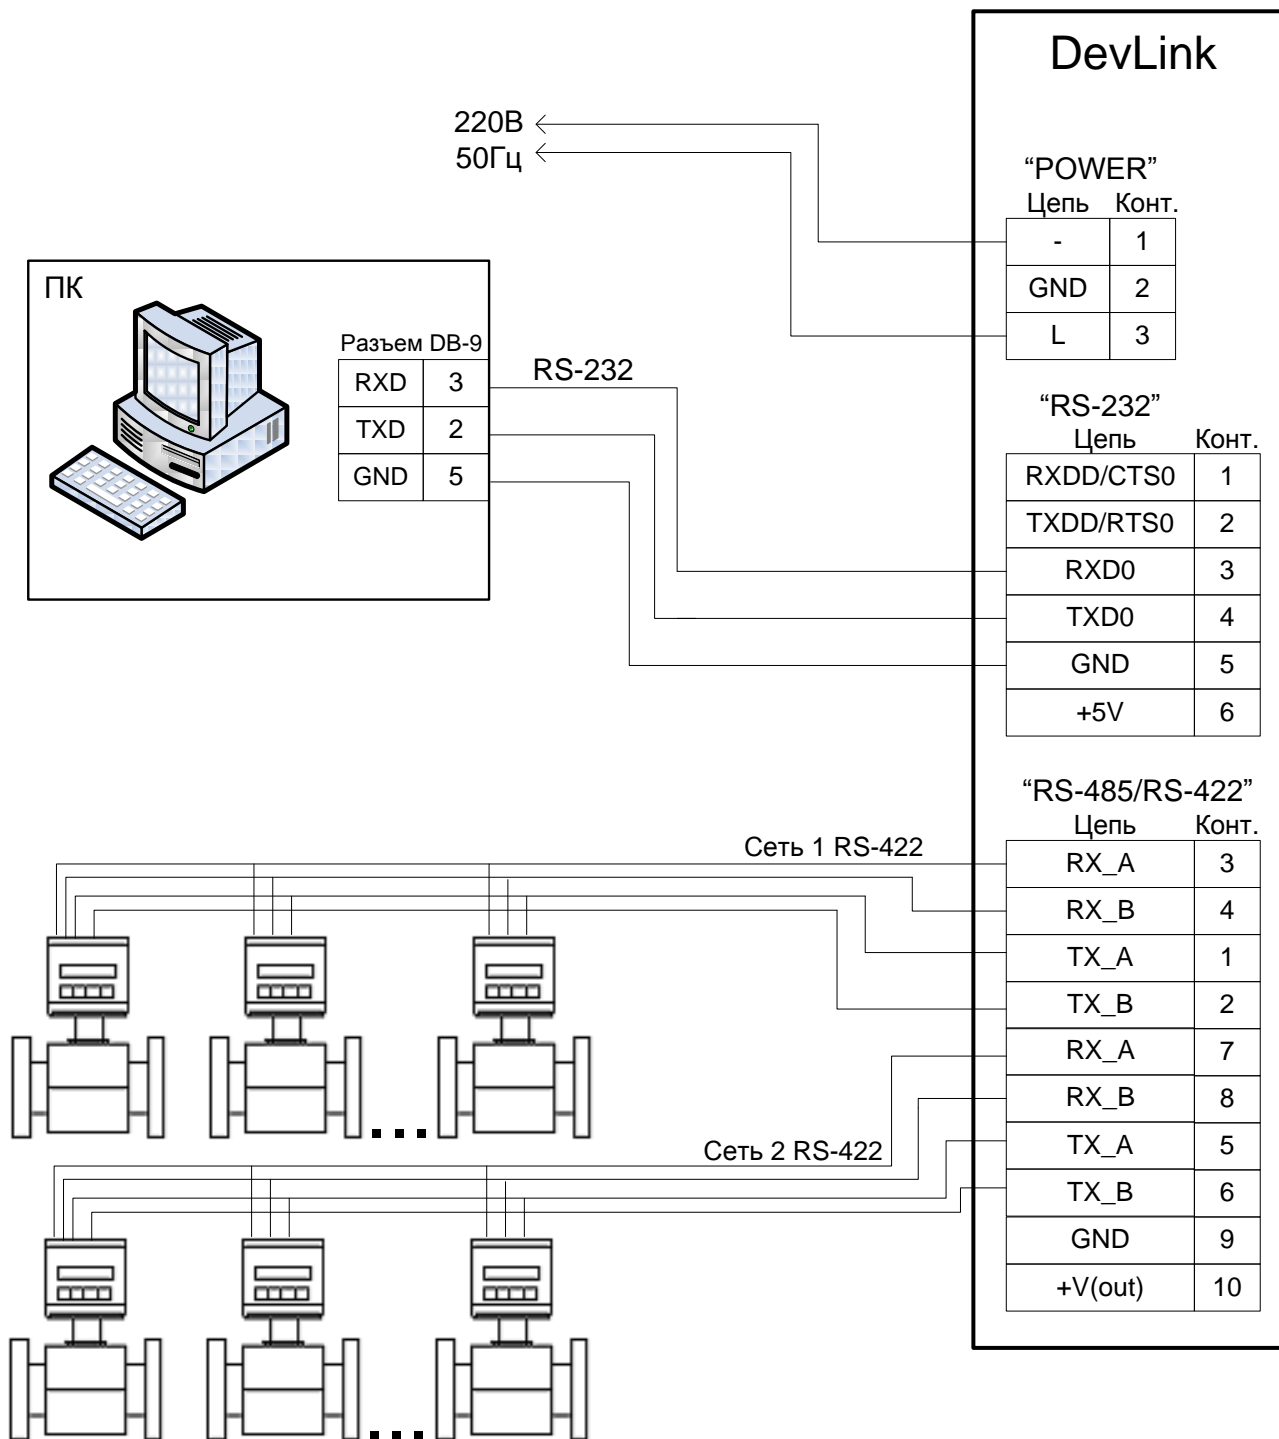 DevLink
220В
50Гц
“POWER”
Цепь Конт.
- 1
GND 2
L 3
ПК
Разъем DB-9
RXD 3
TXD 2
GND 5
RS-232
“RS-232”
Цепь Конт.
RXDD/CTS0 1
TXDD/RTS0 2
RXD0 3
TXD0 4
GND 5
+5V 6
“RS-485/RS-422”
Цепь Конт.
Сеть 1 RS-422
RX_A 3
RX_B 4
TX_A 1
TX_B 2
RX_A 7
RX_B 8
TX_A 5
TX_B 6
GND 9
+V(out) 10
Сеть 2 RS-422